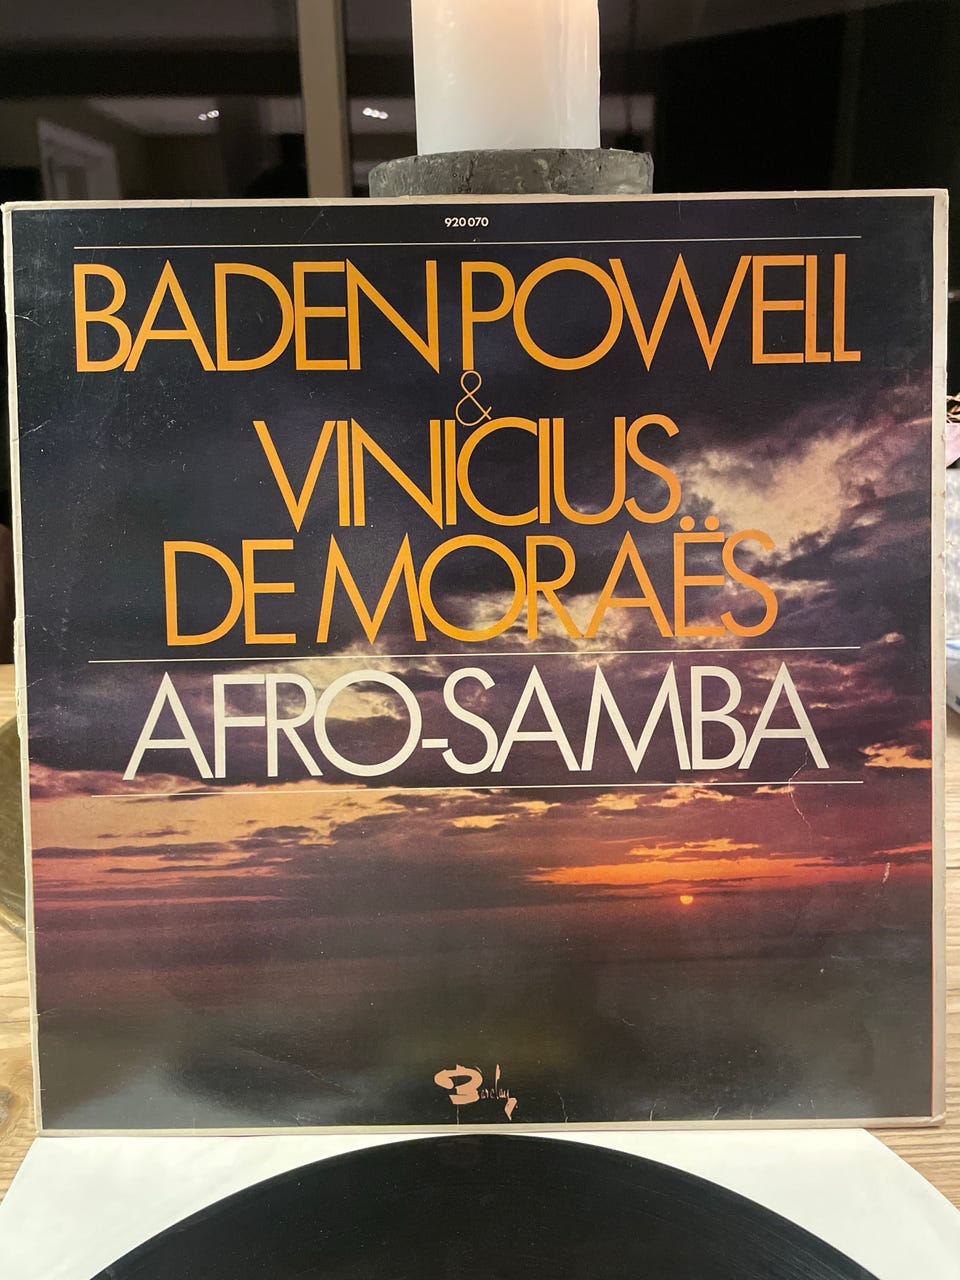 920 070
BADEN POWELL
&
VINICIUS
DE MORAËS
AFRO-SAMBA
Barclay